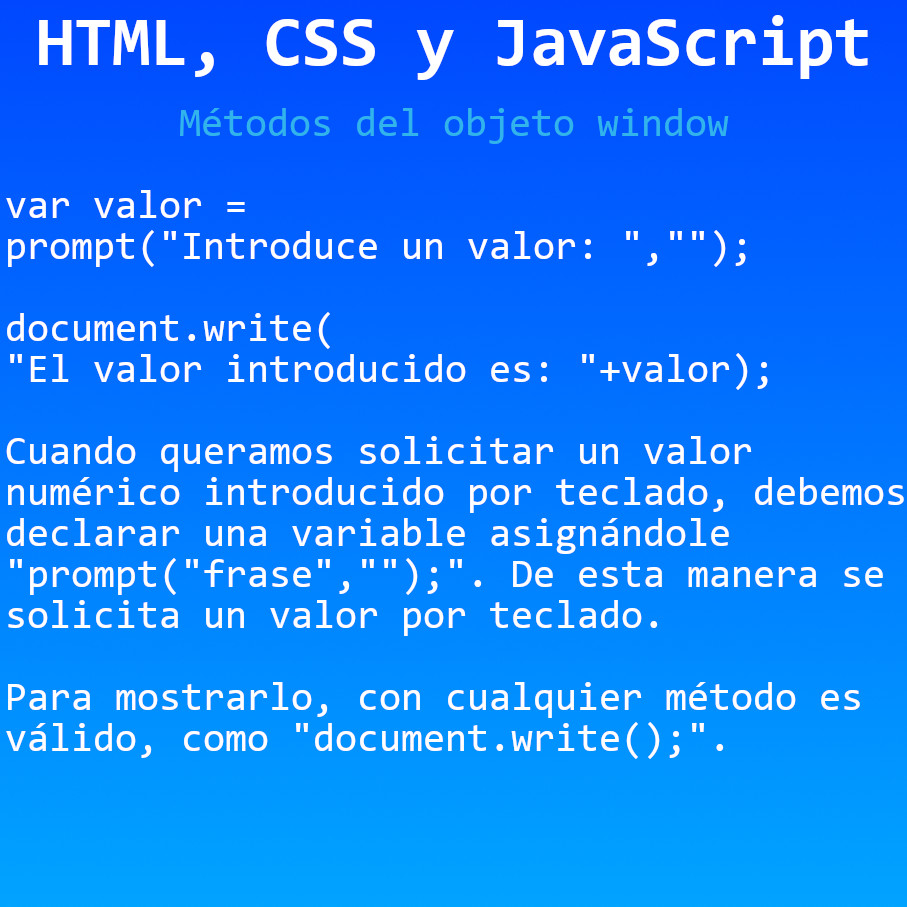 HTML, CSS y JavaScript
Métodos del objeto window
var valor =
prompt("Introduce un valor: ","");
document.write(
"El valor introducido es: "+valor);
Cuando queramos solicitar un valor
numérico introducido por teclado, debemos
declarar una variable asignándole
"prompt("frase","");". De esta manera se
solicita un valor por teclado.
Para mostrarlo, con cualquier método es
válido, como "document.write();".